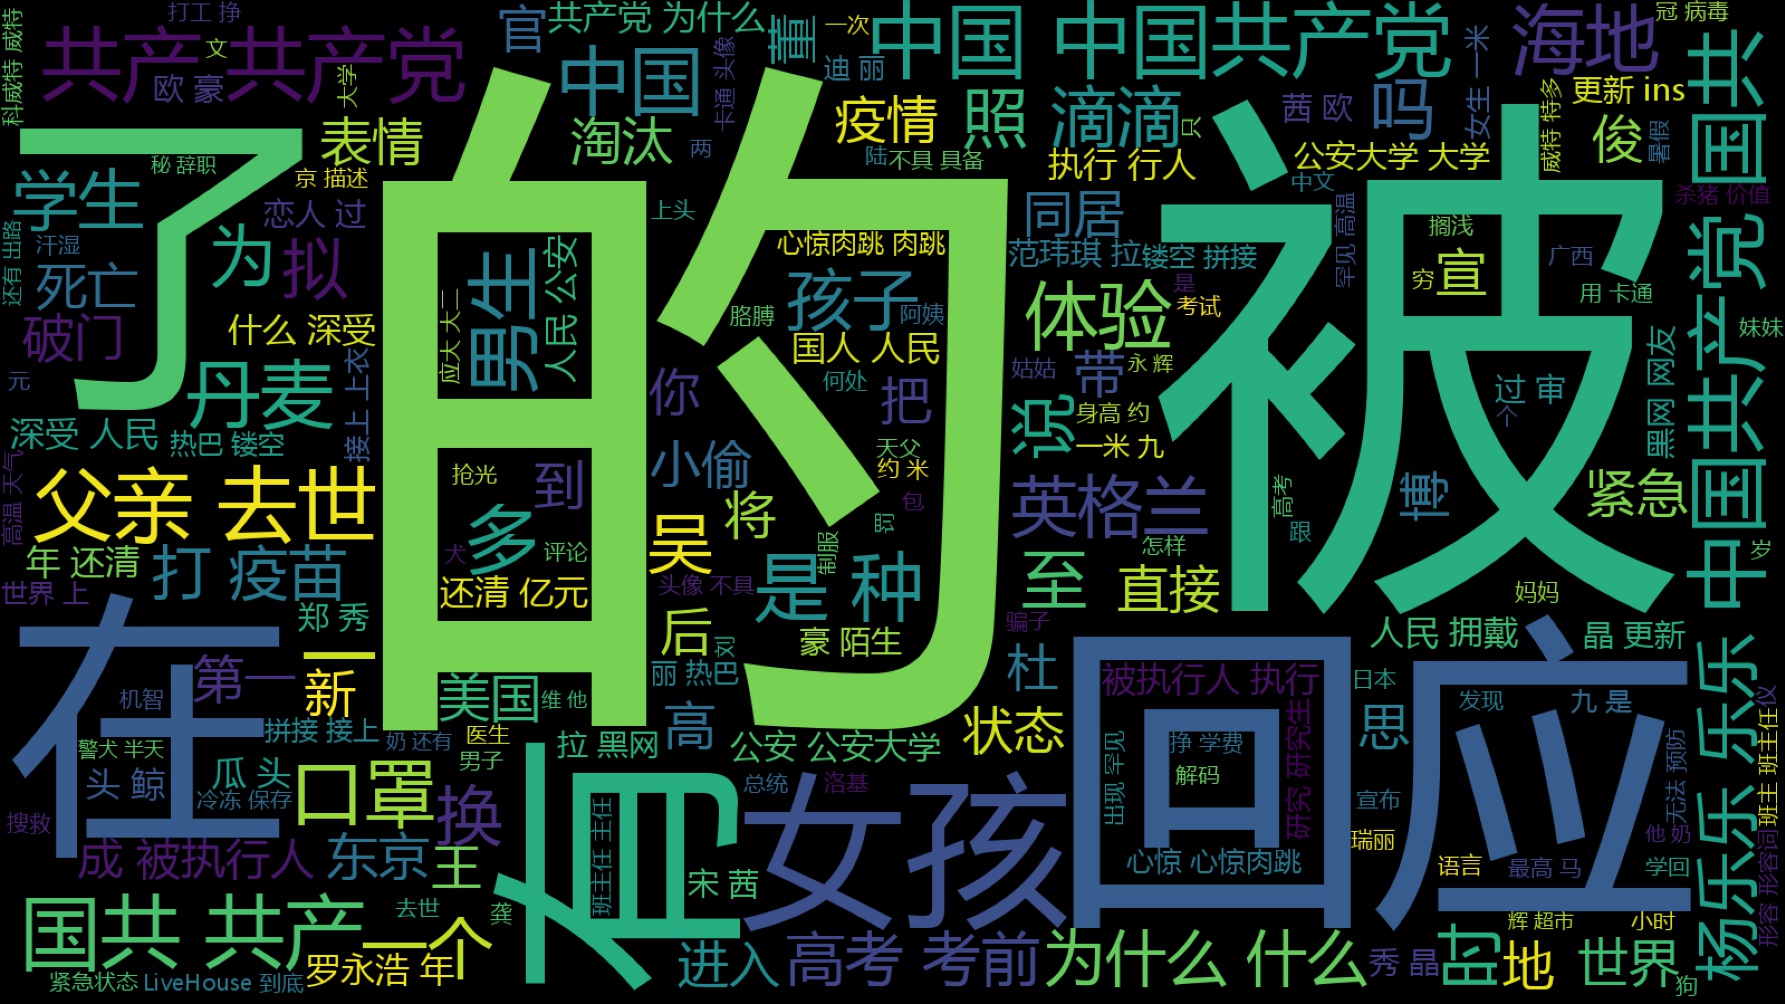 打工 挣
官
共产党 为什么
董
一次
中国 中国共产党
海地
冠 病毒
科威特 威特
共产 共产党
文
欧 豪
大学
中国
卡通 头像
迪 丽
茜 欧
吗
女生 一米
更新 ins
国共
了
的
被
表情
淘汰
两
疫情
照
滴滴
只
威特 特多
俊
暑假
秘 辞职
陆
不具 具备
执行 行人
公安大学 大学
学生
京 描述
恋人 过
上头
同居
中文
罕见 高温
杀猪 价值
还有 出路
汗湿
为
拟
男生
人民 公安
心惊肉跳 肉跳
范玮琪 拉
镂空 拼接
搁浅
宣
穷
广西
中国共产党
死亡
孩子
阿姨
是
考试
体验
用 卡通
破门
什么 深受
应大 大二
胳膊
国人 人民
妹妹
元
丹麦
接上 上衣
你
何处
把
姑姑
带
永 辉
过 审
个
黑网 网友
深受 人民
热巴 镂空
说
身高 约
一米 九
小偷
天父
约 米
高温 天气
父亲 去世
抢光
到
多
将
包
英格兰
高考
博
紧急
吴
罚
跟
年 还清
打 疫苗
犬
评论
制服
怎样
岁
世界 上
还清 亿元
头像 不具
是 种
至
直接
妈妈
郑 秀
后
刘
豪 陌生
骗子
人民 拥戴
晶 更新
在
一
新
第一
机智
美国
维 他
丽 热巴
杜
被执行人 执行
日本
回应
发现
九 是
杨乐乐 乐乐
拼接 接上
奶 还有
医生
拉 黑网
高
公安 公安大学
状态
思
仪
警犬 半天
头 鲸
瓜 头
男子
有
总统
洛基
出现 罕见
挣 学费
解码
研究 研究生
宣布
无法 预防
班主 班主任
冷冻 保存
口罩
换
班主任 主任
女孩
瑞丽
他 奶
搜救
成 被执行人
东京
王
宋 茜
心惊 心惊肉跳
语言
最高 马
学回
形容 形容词
国共 共产
去世
一个
龚
辉 超市
小时
紧急状态
LiveHouse 到底
罗永浩 年
进入
高考 考前
为什么 什么
秀 晶
时
地
世界
狗